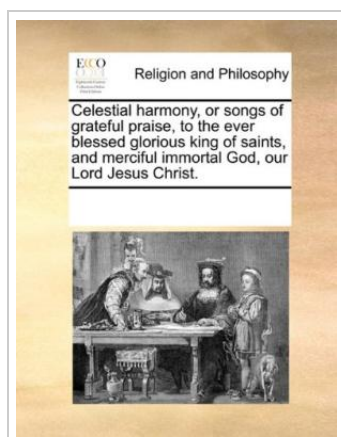 ECCO
Religion and Philosophy
Celestial harmony, or songs of
grateful praise, to the ever
blessed glorious king of saints,
and merciful immortal God, our
Lord Jesus Christ.